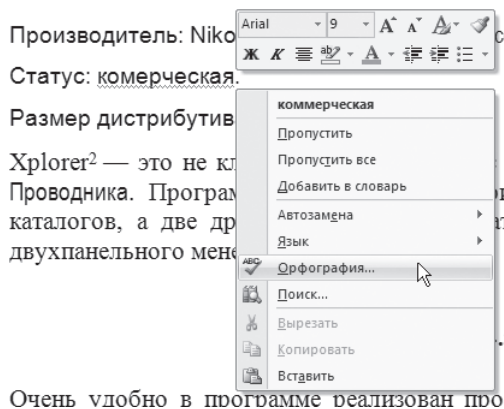 Производитель: Niko
Arial 9
Ж К
Статус: комерческая.
Размер дистрибутив
Xplorer² — это не кл
Проводника. Програм
каталогов, а две др
двухпанельного мене
коммерческая
Пропустить
Пропустить все
Добавить в словарь
Автозамена
Язык
Орфография...
Поиск...
Вырезать
Копировать
Вставить
Очень удобно в программе реализован про